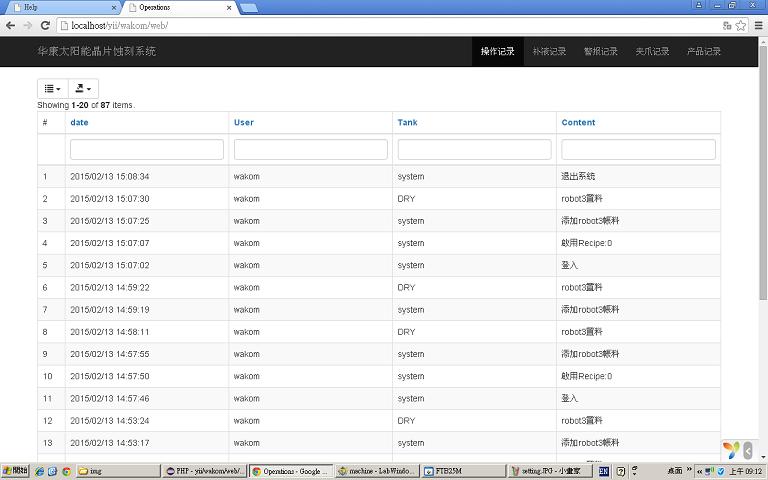 Help
Operations
localhost/yii/wakom/web/
华康太阳能晶片蚀刻系统 操作记录 补液记录 警报记录 夹爪记录 产品记录
Showing 1-20 of 87 items.
# date User Tank Content
1 2015/02/13 15:08:34 wakom system 退出系统
2 2015/02/13 15:07:30 wakom DRY robot3置料
3 2015/02/13 15:07:25 wakom system 添加robot3帳料
4 2015/02/13 15:07:07 wakom system 啟用Recipe:0
5 2015/02/13 15:07:02 wakom system 登入
6 2015/02/13 14:59:22 wakom DRY robot3置料
7 2015/02/13 14:59:19 wakom system 添加robot3帳料
8 2015/02/13 14:58:11 wakom DRY robot3置料
9 2015/02/13 14:57:55 wakom system 添加robot3帳料
10 2015/02/13 14:57:50 wakom system 啟用Recipe:0
11 2015/02/13 14:57:46 wakom system 登入
12 2015/02/13 14:53:24 wakom DRY robot3置料
13 2015/02/13 14:53:17 wakom system 添加robot3帳料
開始 img PHP - yii/wakom/web/... Operations - Google ... machine - LabWindo... FTB25M setting.JPG - 小畫家 EN 桌面 上午 09:12